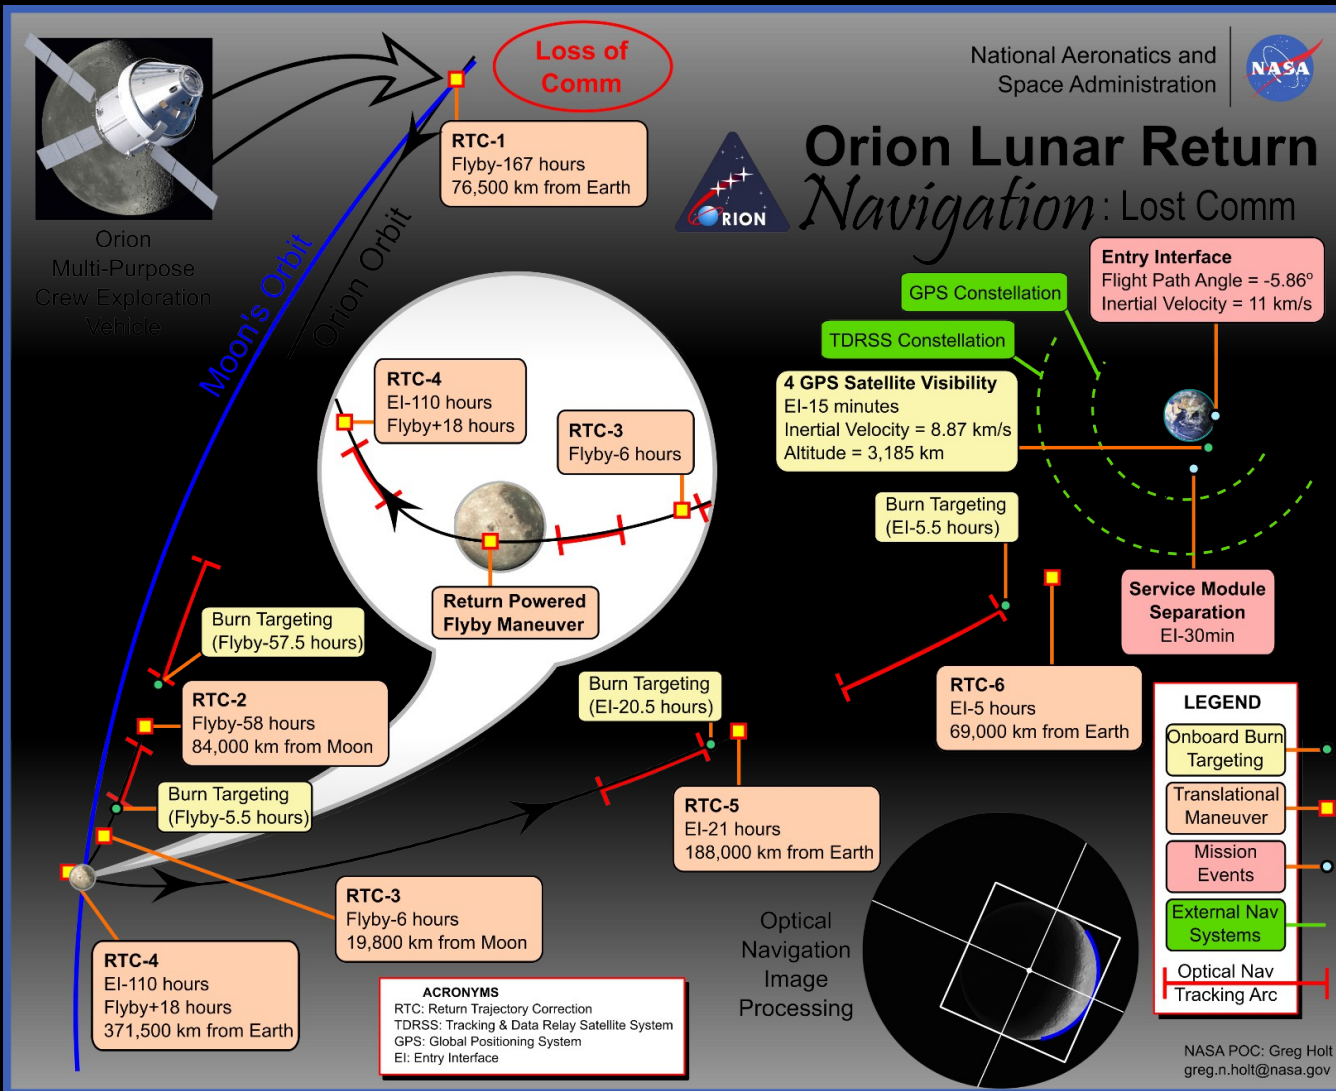 National Aeronatics and
Space Administration
NASA
Orion Lunar Return
Navigation: Lost Comm
ORION
Orion
Multi-Purpose
Crew Exploration
Vehicle
Loss of
Comm
RTC-1
Flyby-167 hours
76,500 km from Earth
Moon's Orbit
Orion Orbit
Entry Interface
Flight Path Angle = -5.86º
Inertial Velocity = 11 km/s
GPS Constellation
TDRSS Constellation
4 GPS Satellite Visibility
EI-15 minutes
Inertial Velocity = 8.87 km/s
Altitude = 3,185 km
RTC-4
EI-110 hours
Flyby+18 hours
RTC-3
Flyby-6 hours
Return Powered
Flyby Maneuver
Burn Targeting
(EI-5.5 hours)
Service Module
Separation
EI-30min
Burn Targeting
(Flyby-57.5 hours)
RTC-2
Flyby-58 hours
84,000 km from Moon
Burn Targeting
(Flyby-5.5 hours)
Burn Targeting
(EI-20.5 hours)
RTC-6
EI-5 hours
69,000 km from Earth
RTC-5
EI-21 hours
188,000 km from Earth
RTC-3
Flyby-6 hours
19,800 km from Moon
RTC-4
EI-110 hours
Flyby+18 hours
371,500 km from Earth
ACRONYMS
RTC: Return Trajectory Correction
TDRSS: Tracking & Data Relay Satellite System
GPS: Global Positioning System
EI: Entry Interface
Optical
Navigation
Image
Processing
LEGEND
Onboard Burn
Targeting
Translational
Maneuver
Mission
Events
External Nav
Systems
Optical Nav
Tracking Arc
NASA POC: Greg Holt
greg.n.holt@nasa.gov